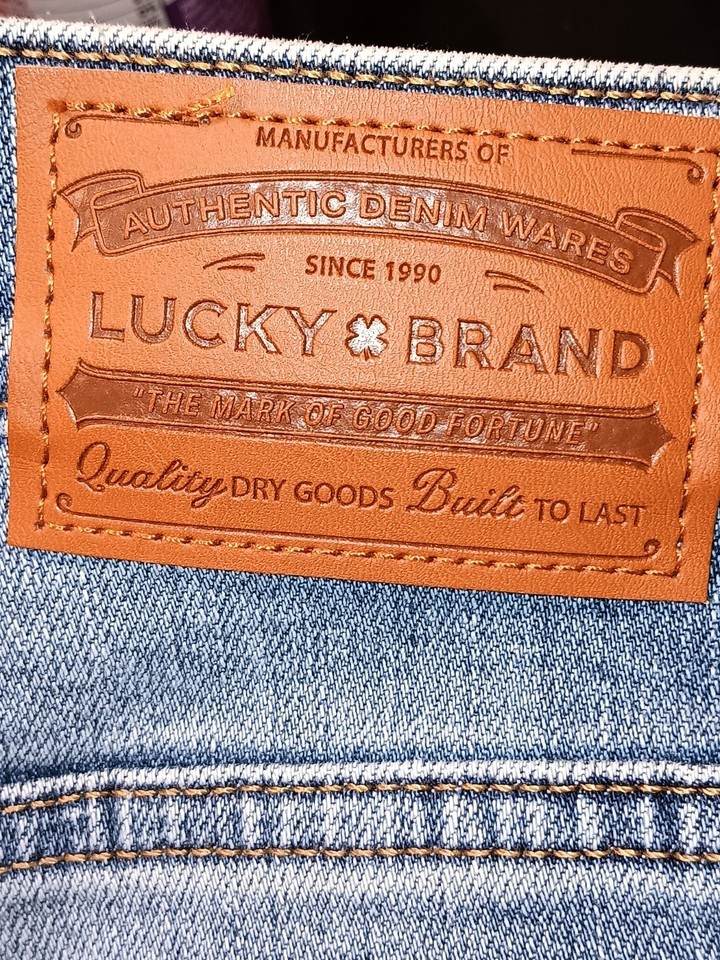 MANUFACTURERS OF
AUTHENTIC DENIM WARES
SINCE 1990
LUCKY BRAND
"THE MARK OF GOOD FORTUNE"
Quality DRY GOODS Built TO LAST